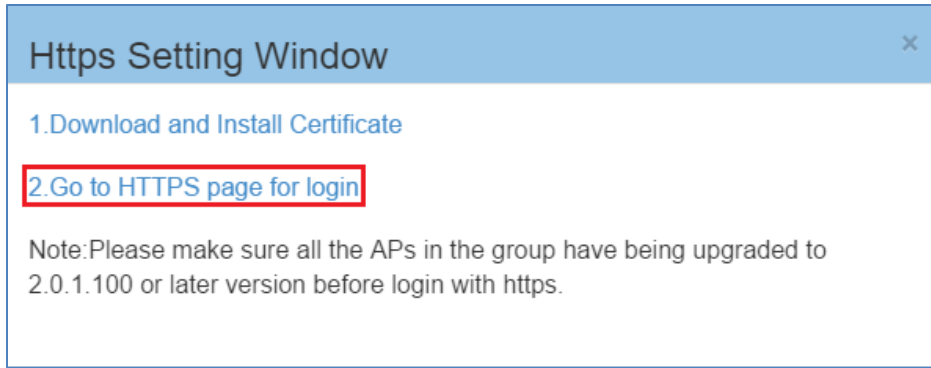 Https Setting Window
×
1.Download and Install Certificate
2.Go to HTTPS page for login
Note:Please make sure all the APs in the group have being upgraded to
2.0.1.100 or later version before login with https.